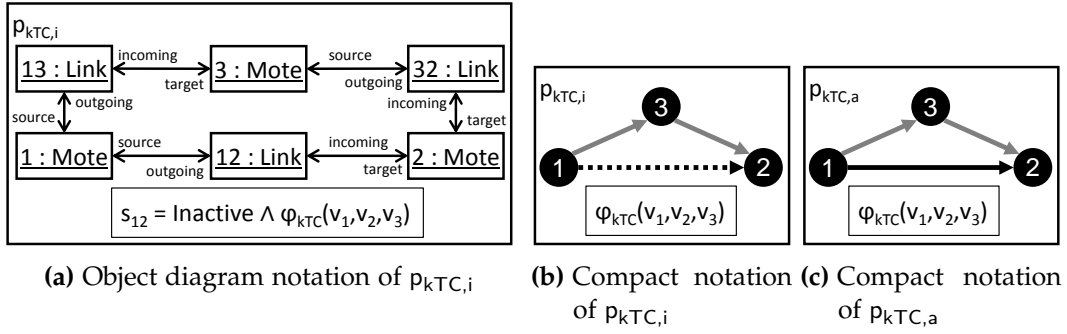 p_kTC,i
13 : Link
incoming
target
3 : Mote
source
outgoing
32 : Link
outgoing
source
incoming
target
1 : Mote
source
outgoing
12 : Link
incoming
target
2 : Mote
s_12 = Inactive ∧ φ_kTC(v_1,v_2,v_3)
(a) Object diagram notation of p_kTC,i
p_kTC,i
3
1
2
φ_kTC(v_1,v_2,v_3)
(b) Compact notation
of p_kTC,i
p_kTC,a
3
1
2
φ_kTC(v_1,v_2,v_3)
(c) Compact notation
of p_kTC,a